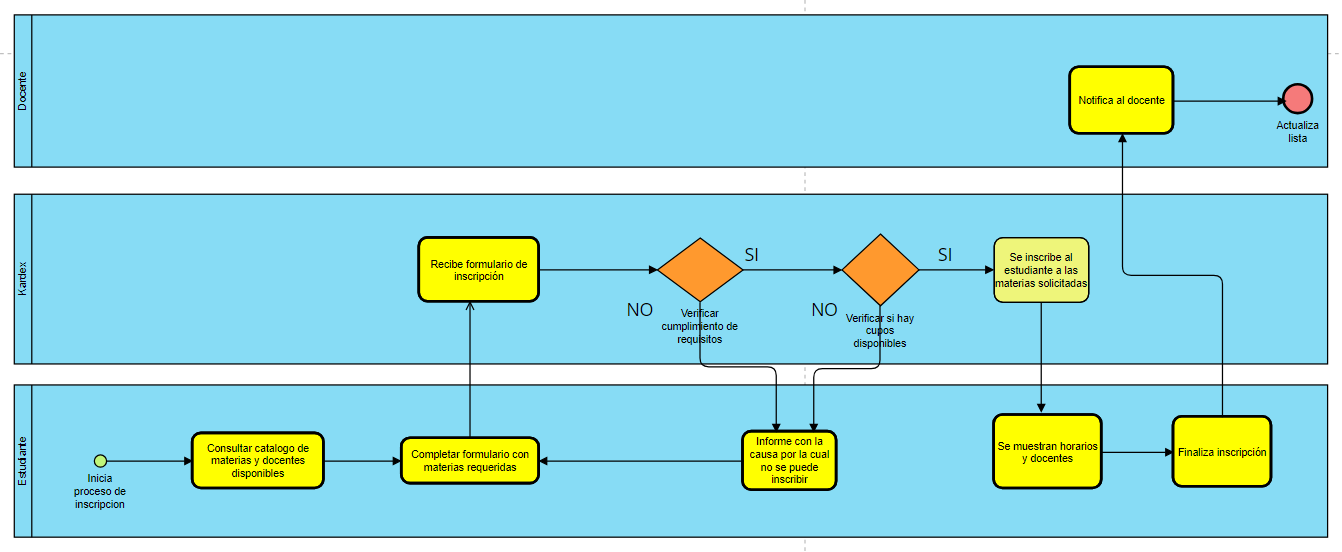 Docente
Notifica al docente
Actualiza
lista
Kardex
Recibe formulario de
inscripción
SI
NO
Verificar
cumplimiento de
requisitos
SI
NO
Verificar si hay
cupos
disponibles
Se inscribe al
estudiante a las
materias solicitadas
Estudiante
Inicia
proceso de
inscripcion
Consultar catalogo de
materias y docentes
disponibles
Completar formulario con
materias requeridas
Informe con la
causa por la cual
no se puede
inscribir
Se muestran horarios
y docentes
Finaliza inscripción